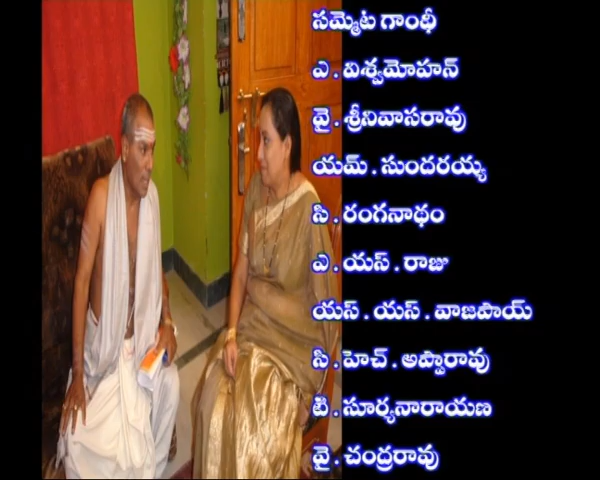 సమ్మెట గాంధీ
ఎ. విశ్వమోహన్
వై. శ్రీనివాసరావు
యమ్. సుందరయ్య
సి. రంగనాథం
ఎ. యస్. రాజు
యస్. యస్. వాజపాయ్
సి. హెచ్. అప్పారావు
టి. సూర్యనారాయణ
వై. చంద్రరావు